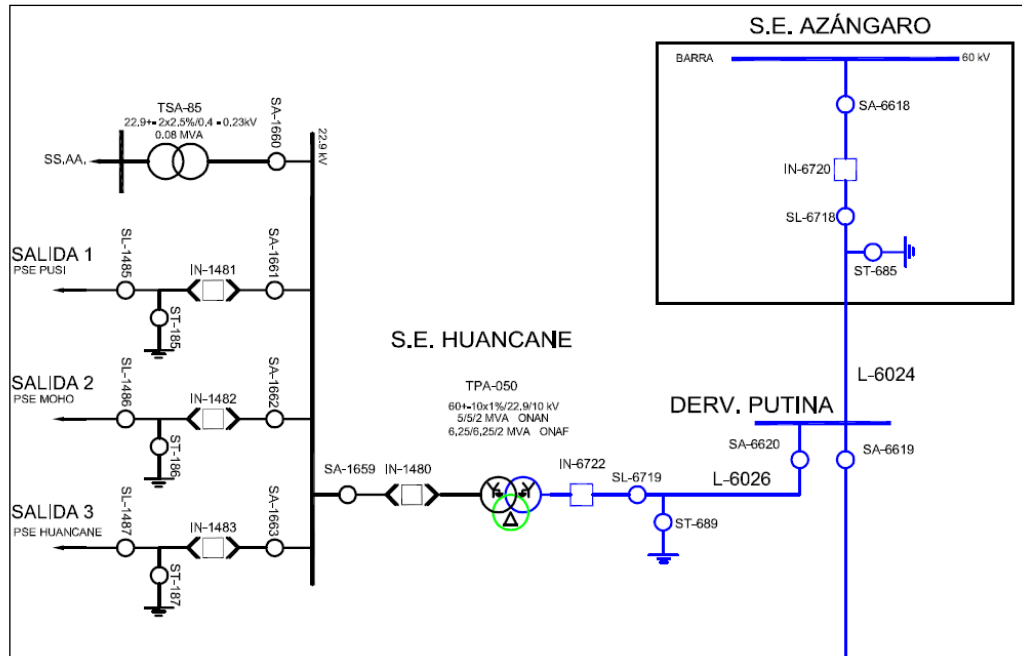 S.E. AZÁNGARO
BARRA
60 kV
SA-6618
IN-6720
SL-6718
ST-685
L-6024
DERV. PUTINA
SA-6620
SA-6619
L-6026
TSA-85
22,9+-2x2.5%/0,4-0,23kV
0.08 MVA
SS.AA.
SA-1660
22.9 kV
SALIDA 1
PSE PUSI
SL-1485
IN-1481
SA-1661
ST-185
SALIDA 2
PSE MOHO
SL-1486
IN-1482
SA-1662
ST-186
SALIDA 3
PSE HUANCANE
SL-1487
IN-1483
SA-1663
ST-187
S.E. HUANCANE
TPA-050
60+-10x1%/22,9/10 kV
5/5/2 MVA ONAN
6,25/6,25/2 MVA ONAF
SA-1659
IN-1480
IN-6722
SL-6719
ST-689